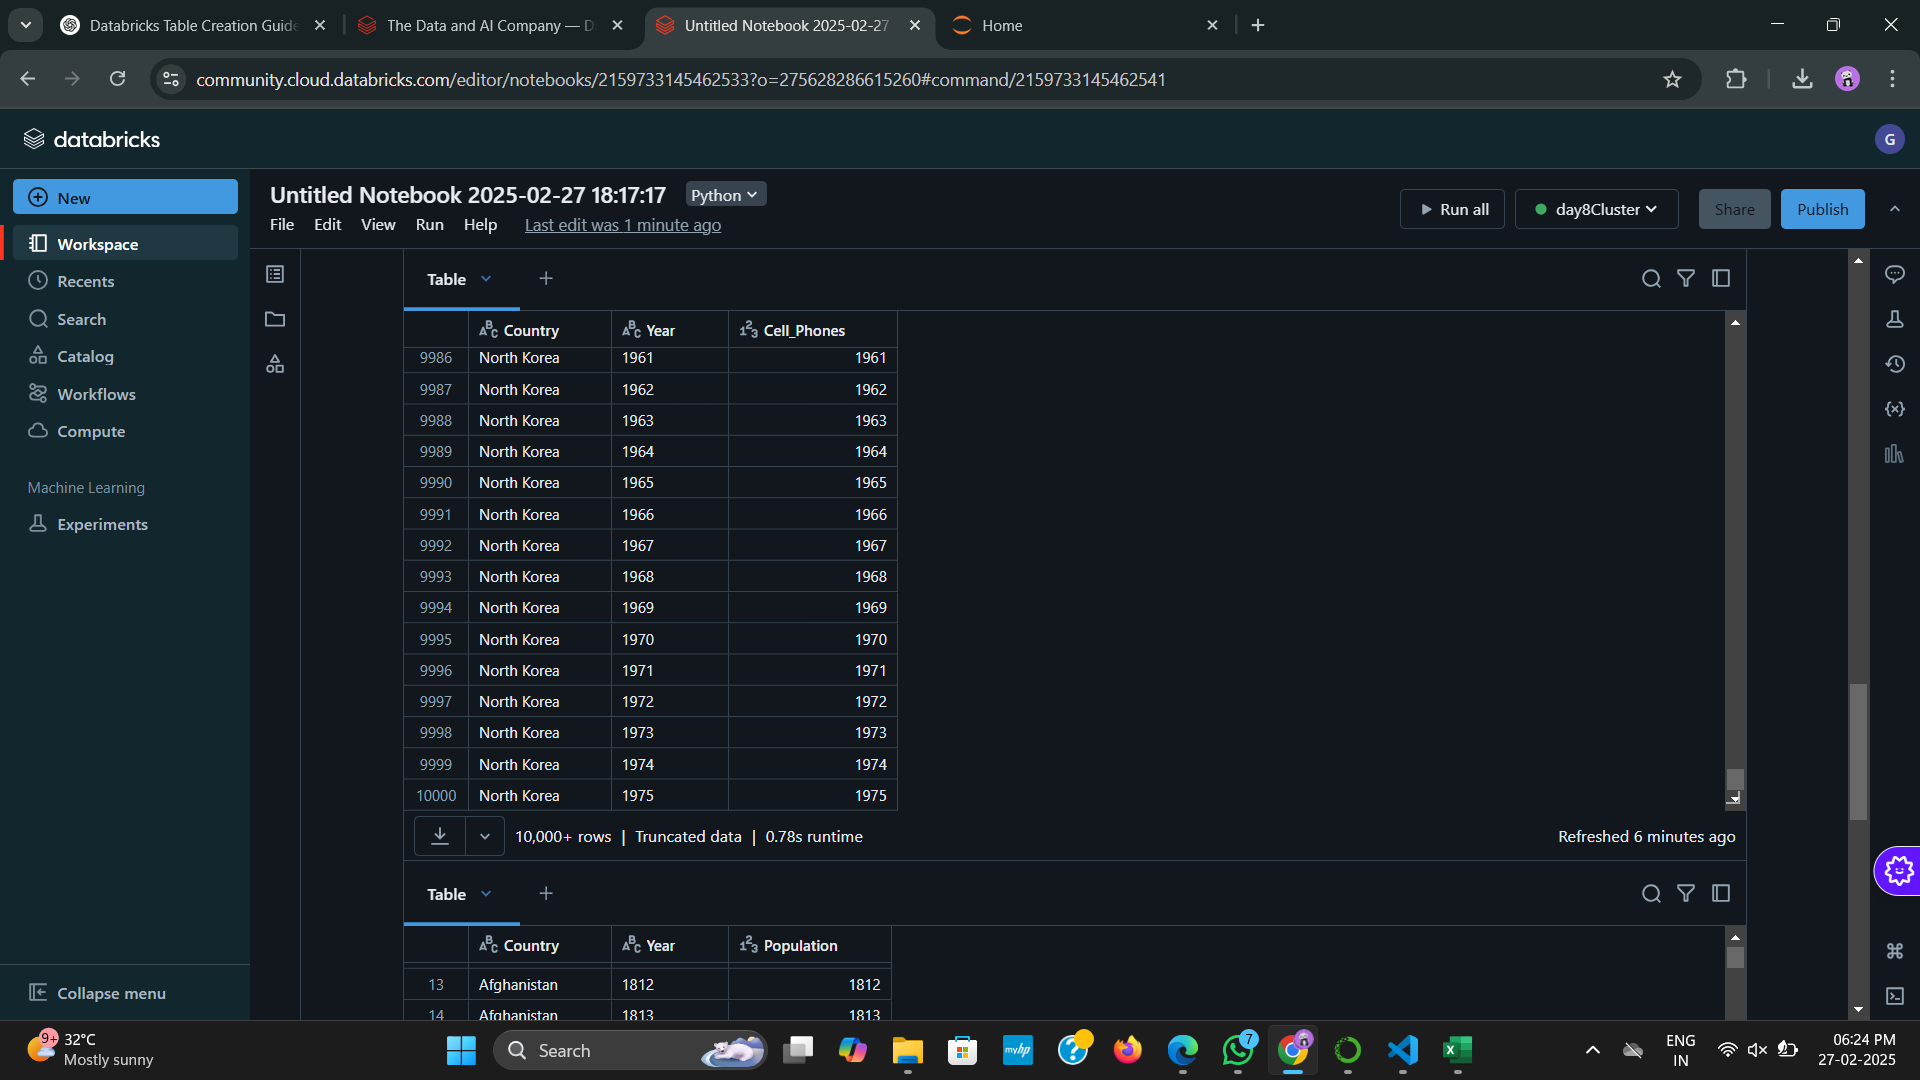 Databricks Table Creation Guide
The Data and AI Company — D
Untitled Notebook 2025-02-27
Home
community.cloud.databricks.com/editor/notebooks/2159733145462533?o=275628286615260#command/2159733145462541
databricks
G
New
Workspace
Recents
Search
Catalog
Workflows
Compute
Machine Learning
Experiments
Collapse menu
Untitled Notebook 2025-02-27 18:17:17 Python
File Edit View Run Help Last edit was 1 minute ago
Run all day8Cluster Share Publish
Table
Country Year Cell_Phones
9986 North Korea 1961 1961
9987 North Korea 1962 1962
9988 North Korea 1963 1963
9989 North Korea 1964 1964
9990 North Korea 1965 1965
9991 North Korea 1966 1966
9992 North Korea 1967 1967
9993 North Korea 1968 1968
9994 North Korea 1969 1969
9995 North Korea 1970 1970
9996 North Korea 1971 1971
9997 North Korea 1972 1972
9998 North Korea 1973 1973
9999 North Korea 1974 1974
10000 North Korea 1975 1975
10,000+ rows | Truncated data | 0.78s runtime
Refreshed 6 minutes ago
Table
Country Year Population
13 Afghanistan 1812 1812
14 Afghanistan 1813 1813
9+ 32°C
Mostly sunny
Search
myhp
7
ENG
IN
06:24 PM
27-02-2025